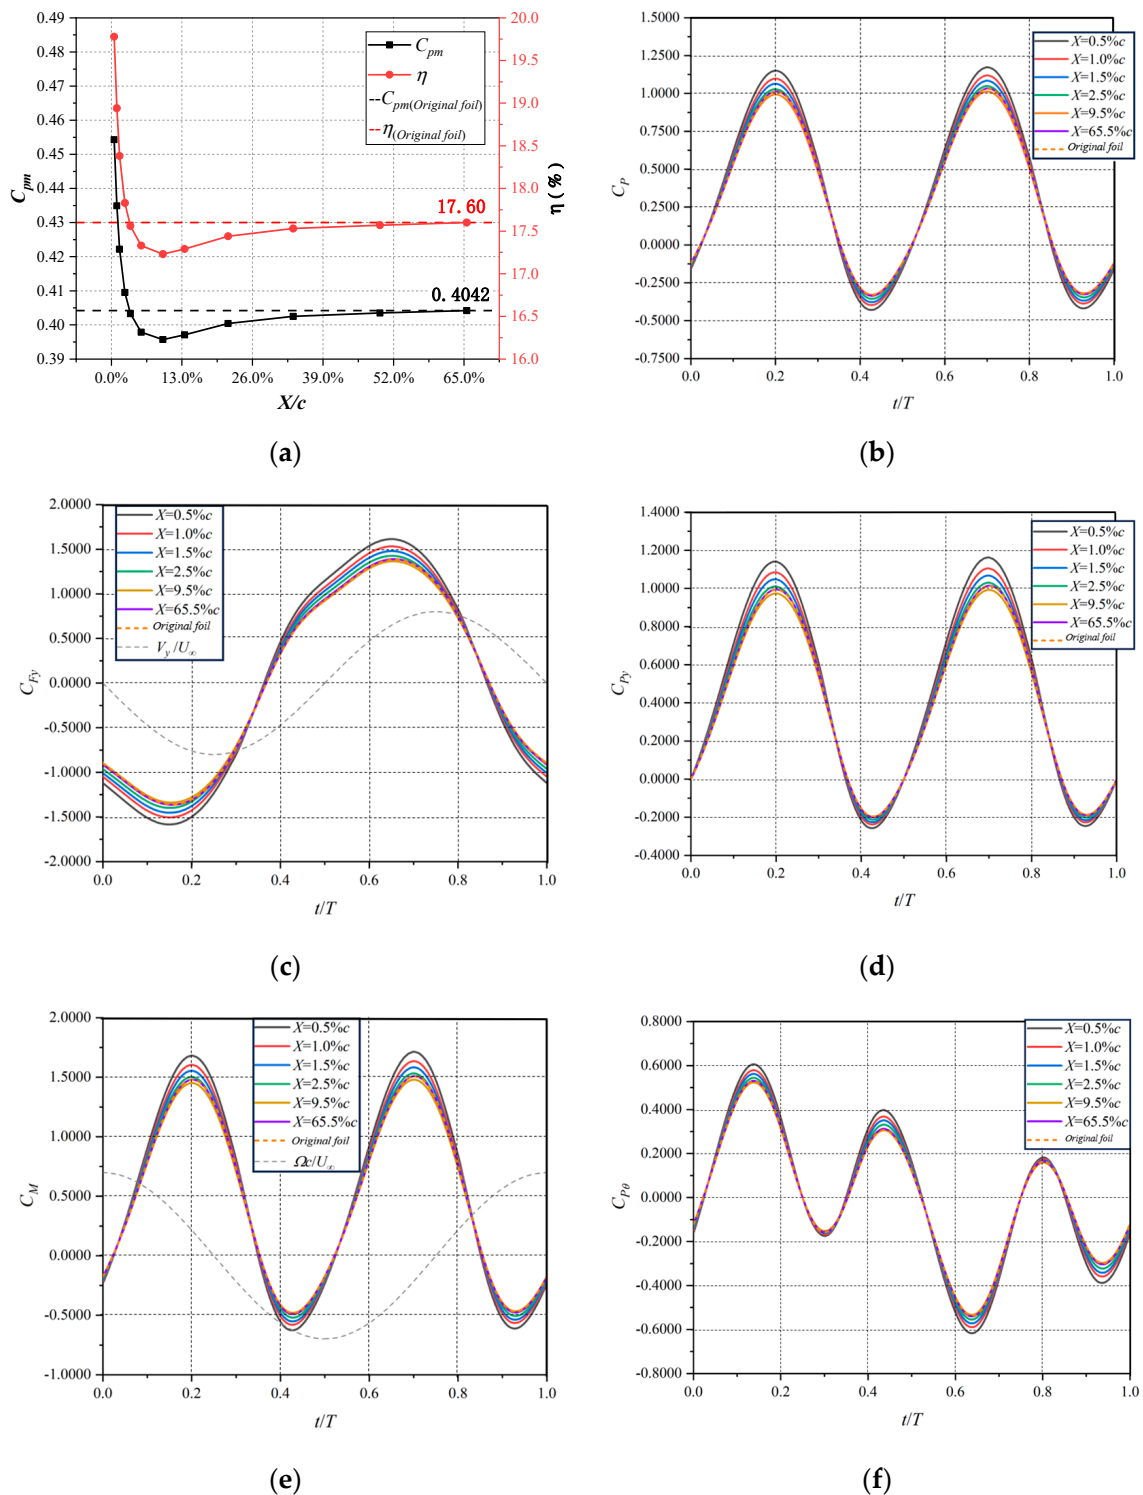 0.49
0.48
0.47
0.46
0.45
0.44
0.43
0.42
0.41
0.40
0.39
C_pm
20.0
19.5
19.0
18.5
18.0
17.5
17.0
16.5
16.0
η(%)
C_pm
η
C_pm(Original foil)
η(Original foil)
17.60
0.4042
0.0% 13.0% 26.0% 39.0% 52.0% 65.0%
X/c
(a)
1.5000
1.2500
1.0000
0.7500
0.5000
0.2500
0.0000
-0.2500
-0.5000
-0.7500
C_P
X=0.5%c
X=1.0%c
X=1.5%c
X=2.5%c
X=9.5%c
X=65.5%c
Original foil
0.0 0.2 0.4 0.6 0.8 1.0
t/T
(b)
2.0000
1.5000
1.0000
0.5000
0.0000
-0.5000
-1.0000
-1.5000
-2.0000
C_Fy
X=0.5%c
X=1.0%c
X=1.5%c
X=2.5%c
X=9.5%c
X=65.5%c
Original foil
V_y/U_∞
0.0 0.2 0.4 0.6 0.8 1.0
t/T
(c)
1.4000
1.2000
1.0000
0.8000
0.6000
0.4000
0.2000
0.0000
-0.2000
-0.4000
C_Py
X=0.5%c
X=1.0%c
X=1.5%c
X=2.5%c
X=9.5%c
X=65.5%c
Original foil
0.0 0.2 0.4 0.6 0.8 1.0
t/T
(d)
2.0000
1.5000
1.0000
0.5000
0.0000
-0.5000
-1.0000
C_M
X=0.5%c
X=1.0%c
X=1.5%c
X=2.5%c
X=9.5%c
X=65.5%c
Original foil
Ωc/U_∞
0.0 0.2 0.4 0.6 0.8 1.0
t/T
(e)
0.8000
0.6000
0.4000
0.2000
0.0000
-0.2000
-0.4000
-0.6000
-0.8000
C_Pθ
X=0.5%c
X=1.0%c
X=1.5%c
X=2.5%c
X=9.5%c
X=65.5%c
Original foil
0.0 0.2 0.4 0.6 0.8 1.0
t/T
(f)